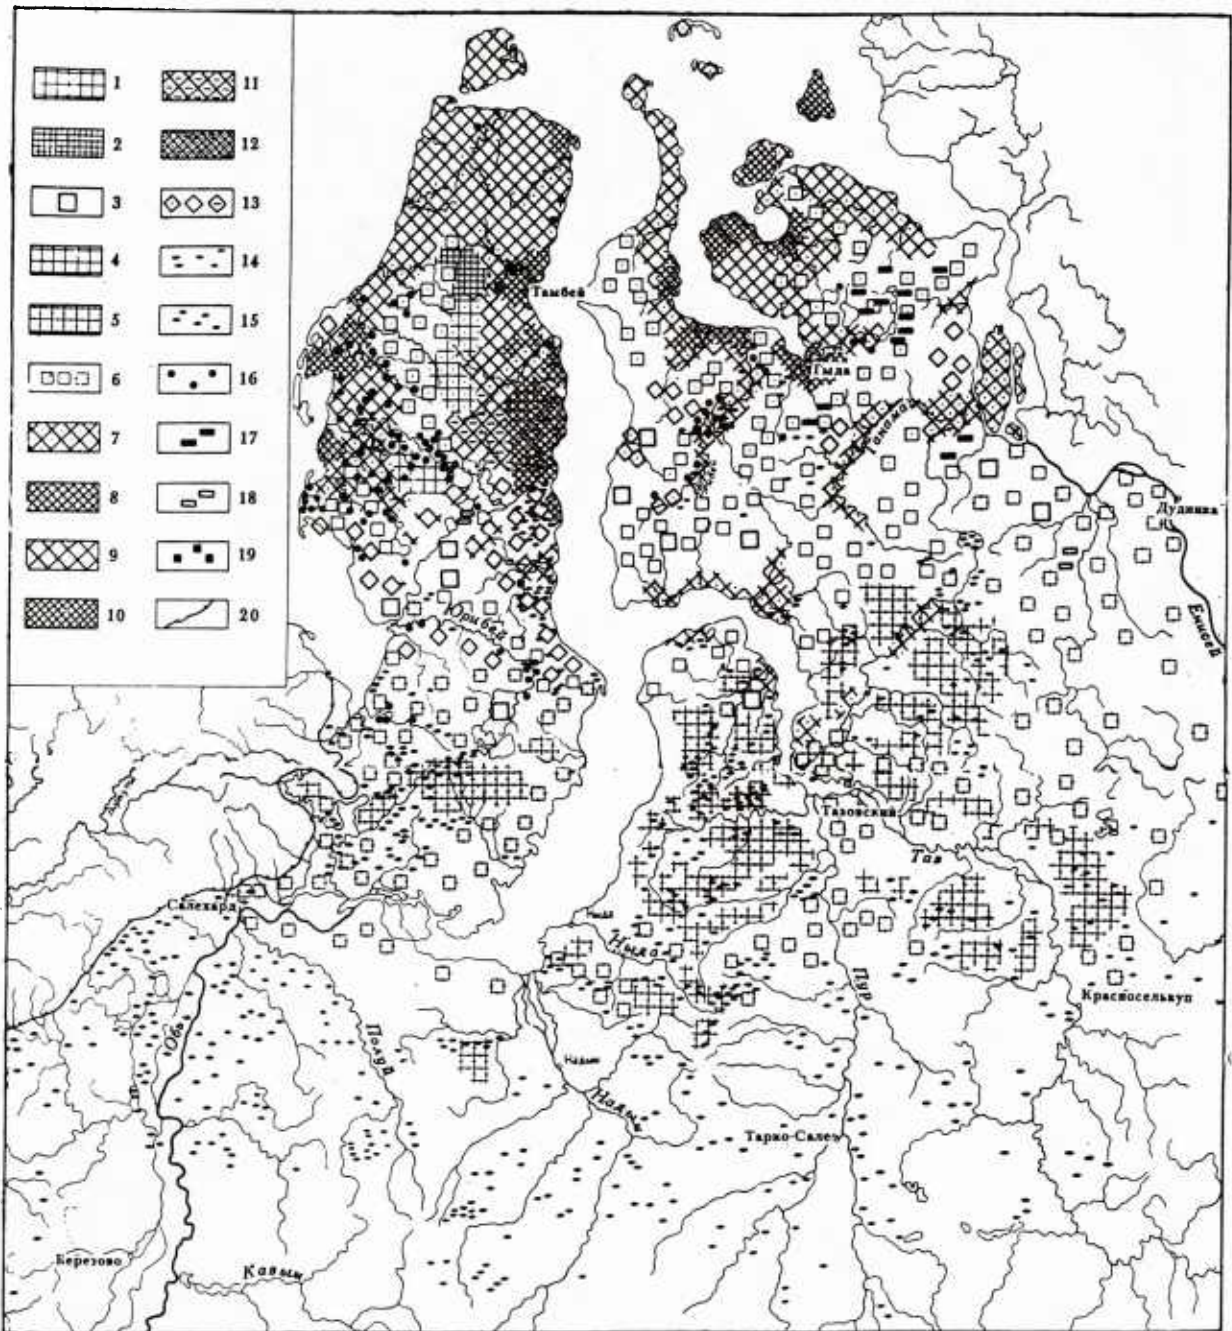 1 11
2 12
3 13
4 14
5 15
6 16
7 17
8 18
9 19
10 20
Тамбей
Гыда
Танама
Дудинка
Енисей
Юрибей
Тазовский
Таз
Салехард
Ныда
Ныда
Красноселькуп
Пур
Обь
Полуй
Надым
Надым
Тарко-Сале
Березово
Казым